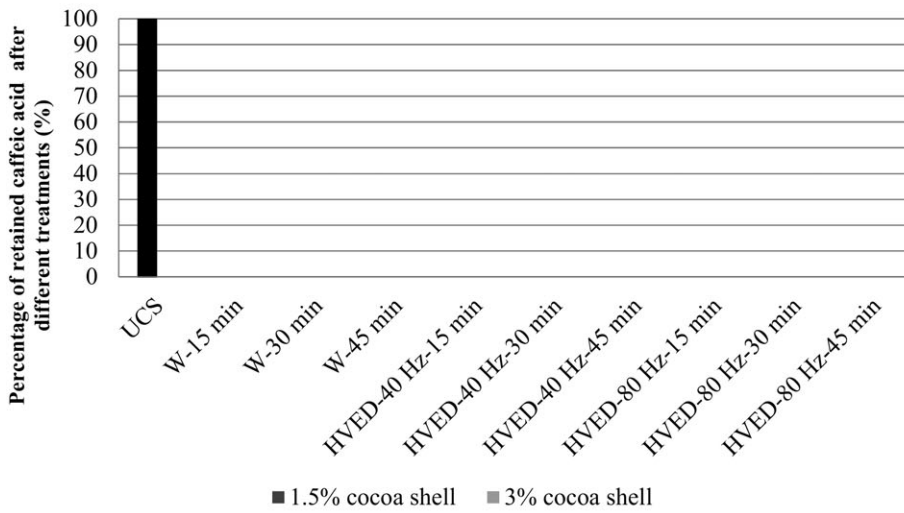 Percentage of retained caffeic acid after
different treatments (%)
100
90
80
70
60
50
40
30
20
10
0
UCS
W-15 min
W-30 min
W-45 min
HVED-40 Hz-15 min
HVED-40 Hz-30 min
HVED-40 Hz-45 min
HVED-80 Hz-15 min
HVED-80 Hz-30 min
HVED-80 Hz-45 min
1.5% cocoa shell
3% cocoa shell